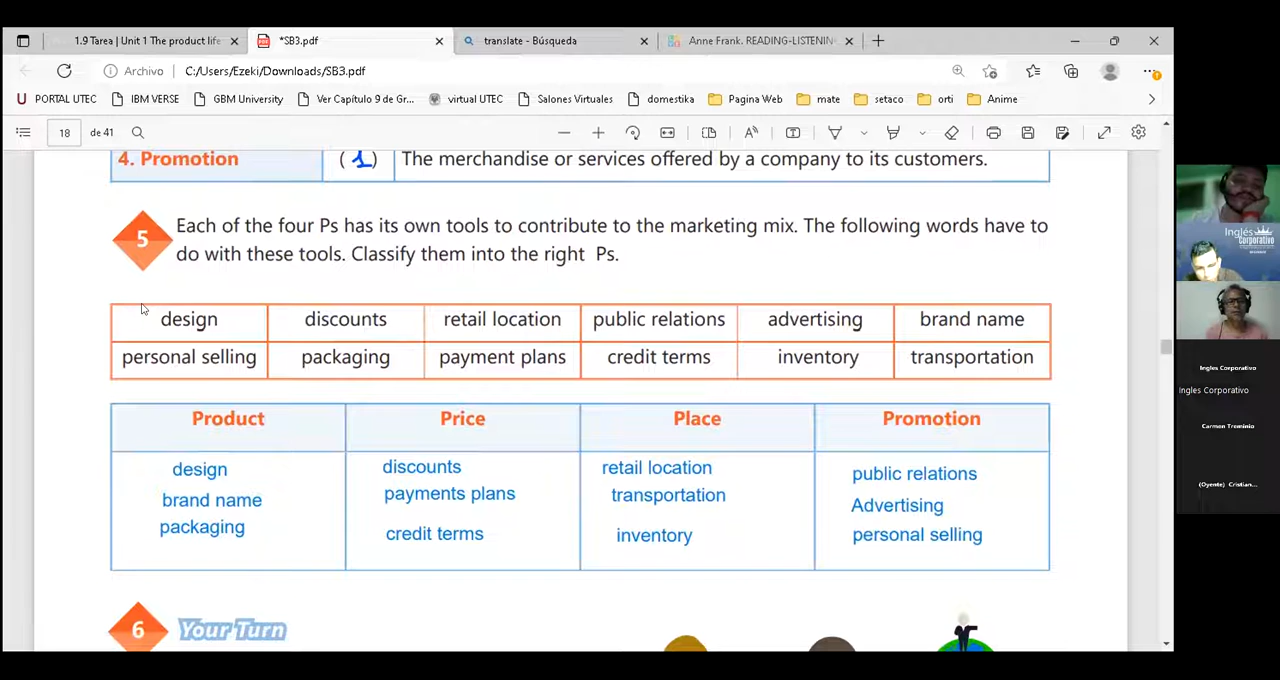 1.9 Tarea | Unit 1 The product life
*SB3.pdf
translate - Búsqueda
Anne Frank. READING-LISTENIN
Archivo
C:/Users/Ezeki/Downloads/SB3.pdf
PORTAL UTEC
IBM VERSE
GBM University
Ver Capítulo 9 de Gr...
virtual UTEC
Salones Virtuales
domestika
Pagina Web
mate
setaco
orti
Anime
18 de 41
4. Promotion (1) The merchandise or services offered by a company to its customers.
5 Each of the four Ps has its own tools to contribute to the marketing mix. The following words have to
do with these tools. Classify them into the right Ps.
design discounts retail location public relations advertising brand name
personal selling packaging payment plans credit terms inventory transportation
Product Price Place Promotion
design discounts retail location public relations
brand name payments plans transportation Advertising
packaging credit terms inventory personal selling
6 Your Turn
Inglés
Corporativo
Ingles Corporativo
Ingles Corporativo
Carmen Treminio
(Oyente) Cristian...